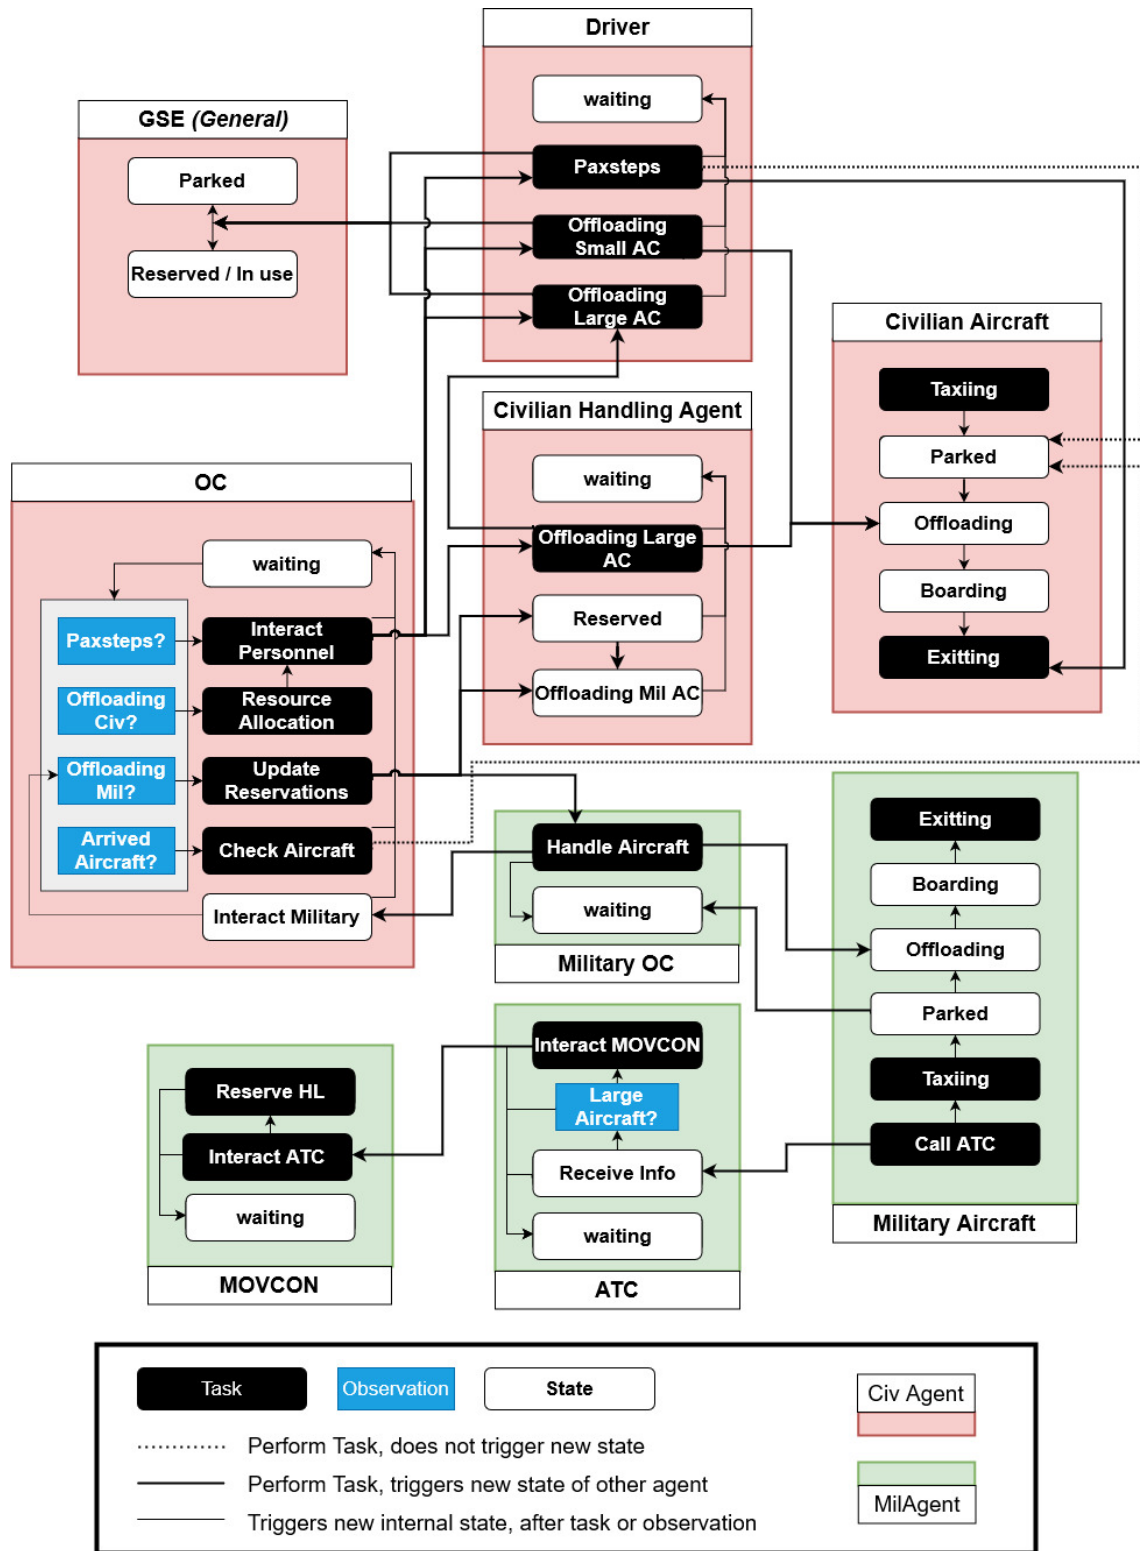 Driver
waiting
Paxsteps
Offloading
Small AC
Offloading
Large AC
GSE (General)
Parked
Reserved / In use
Civilian Aircraft
Taxiing
Parked
Offloading
Boarding
Exitting
Civilian Handling Agent
waiting
Offloading Large
AC
Reserved
Offloading Mil AC
OC
waiting
Paxsteps?
Interact
Personnel
Offloading
Civ?
Resource
Allocation
Offloading
Mil?
Update
Reservations
Arrived
Aircraft?
Check Aircraft
Interact Military
Handle Aircraft
waiting
Military OC
Exitting
Boarding
Offloading
Parked
Taxiing
Call ATC
Military Aircraft
Interact MOVCON
Large
Aircraft?
Receive Info
waiting
ATC
Reserve HL
Interact ATC
waiting
MOVCON
Task
Observation
State
Civ Agent
Perform Task, does not trigger new state
Perform Task, triggers new state of other agent
Triggers new internal state, after task or observation
MilAgent